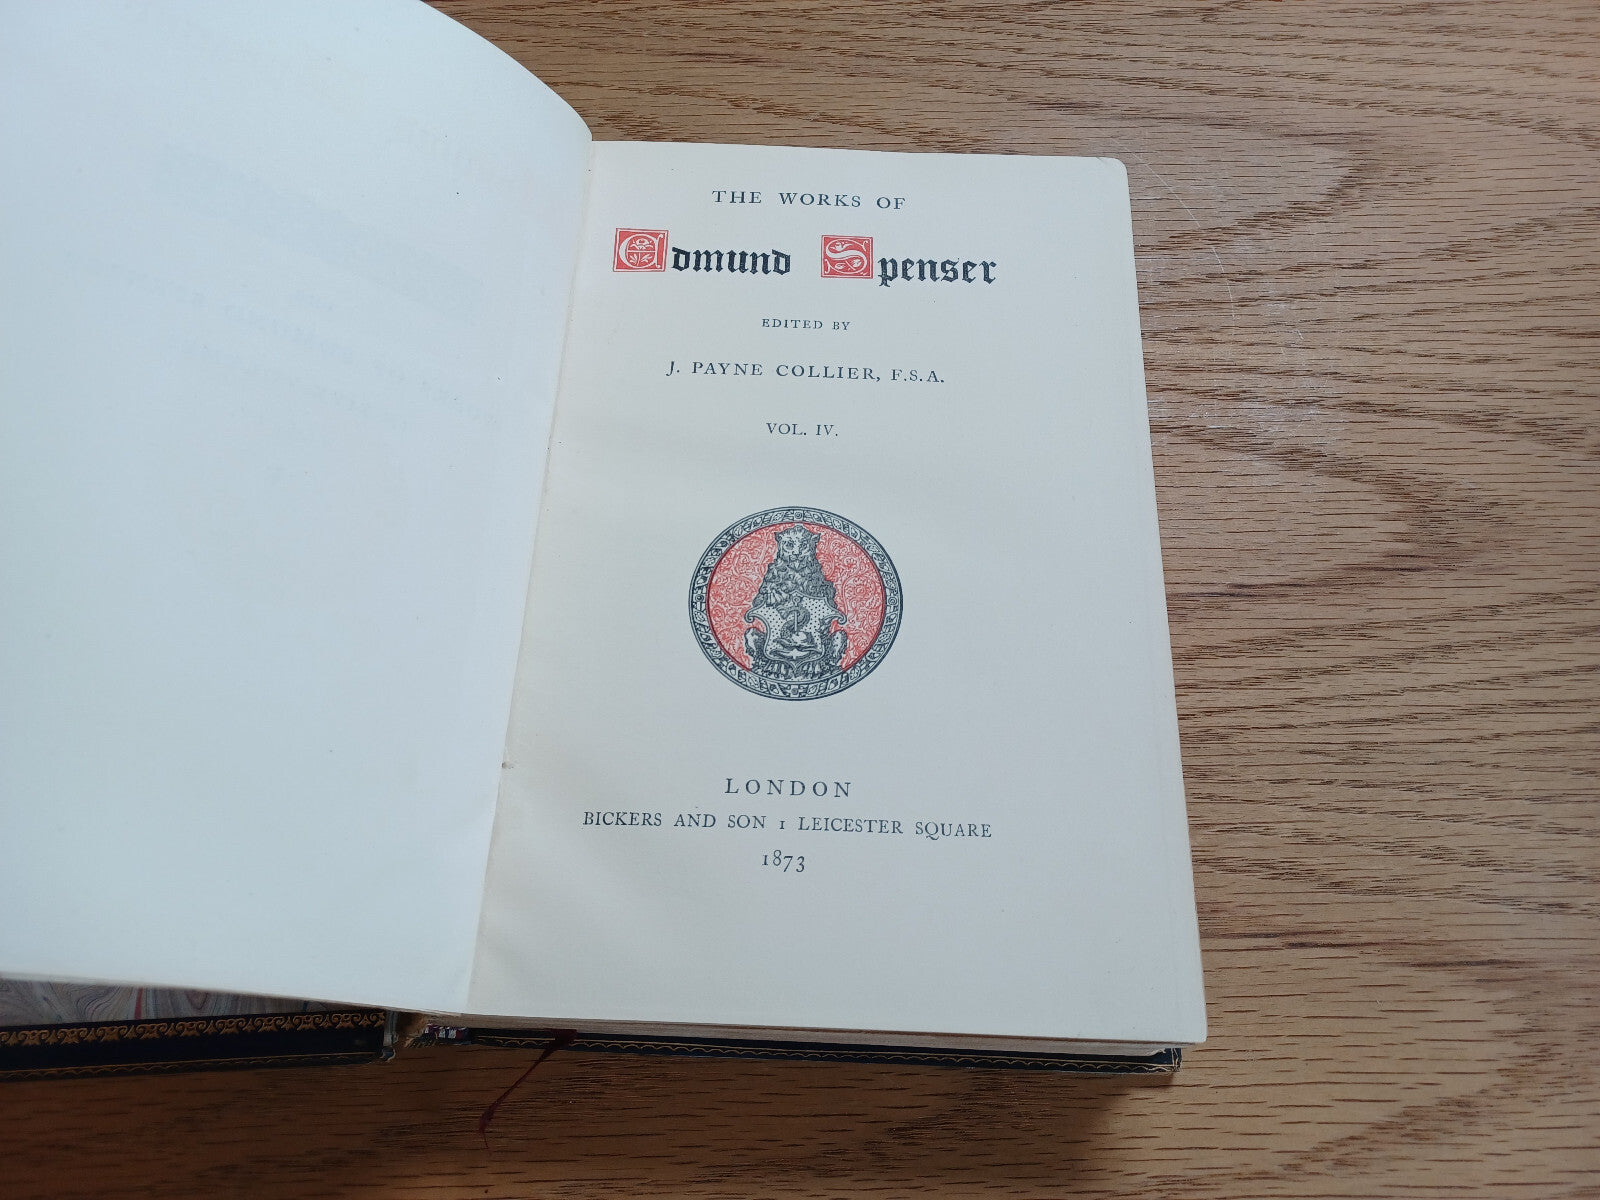 THE WORKS OF
Edmund Spenser
EDITED BY
J. PAYNE COLLIER, F.S.A.
VOL. IV.
LONDON
BICKERS AND SON 1 LEICESTER SQUARE
1873